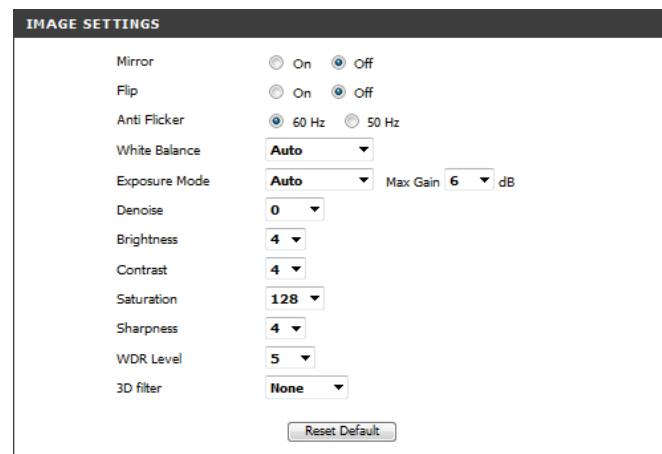 IMAGE SETTINGS
Mirror On Off
Flip On Off
Anti Flicker 60 Hz 50 Hz
White Balance Auto
Exposure Mode Auto Max Gain 6 dB
Denoise 0
Brightness 4
Contrast 4
Saturation 128
Sharpness 4
WDR Level 5
3D filter None
Reset Default